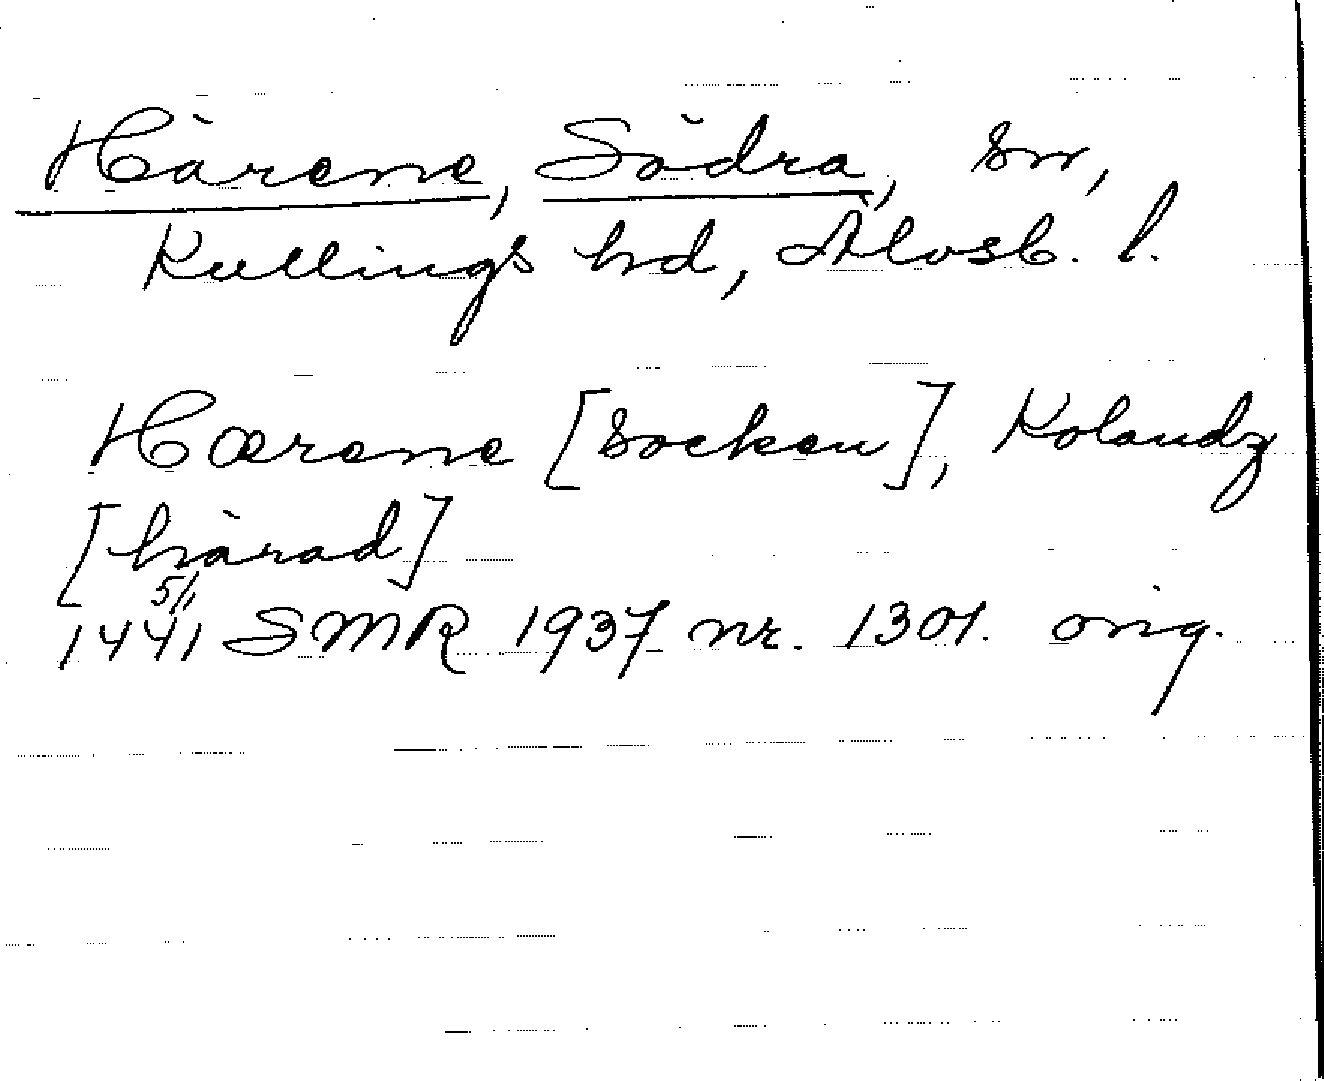 Härene, Södra, sn,
Kullings hd, Älvsb. l.
Hærene [socken], Kolandz
[härad]
5/1
1441 SMR 1937 nr. 1301. orig.